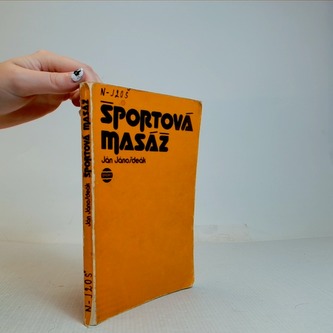 N-1205
ŠPORTOVÁ
MASÁŽ
Ján Jánošdeák
Ján Jánošdeák ŠPORTOVÁ MASÁŽ
N-1205